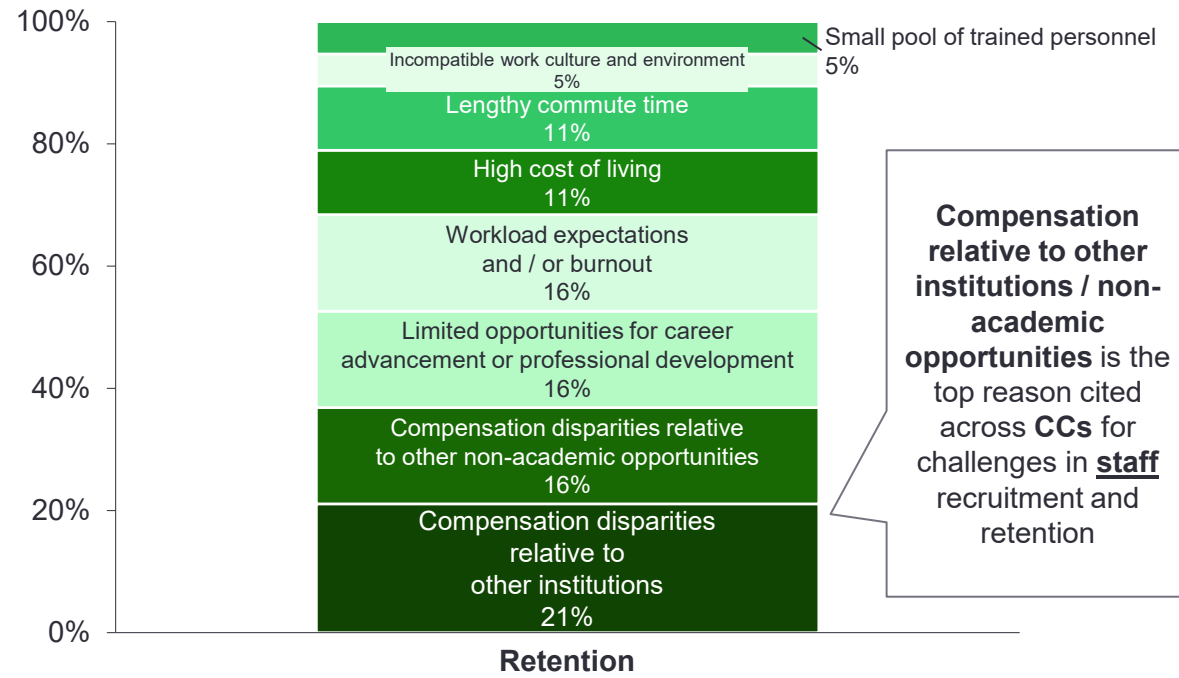 100%
80%
60%
40%
20%
0%
Small pool of trained personnel
5%
Incompatible work culture and environment
5%
Lengthy commute time
11%
High cost of living
11%
Workload expectations
and / or burnout
16%
Limited opportunities for career
advancement or professional development
16%
Compensation disparities relative
to other non-academic opportunities
16%
Compensation disparities
relative to
other institutions
21%
Retention
Compensation
relative to other
institutions / non-
academic
opportunities is the
top reason cited
across CCs for
challenges in staff
recruitment and
retention